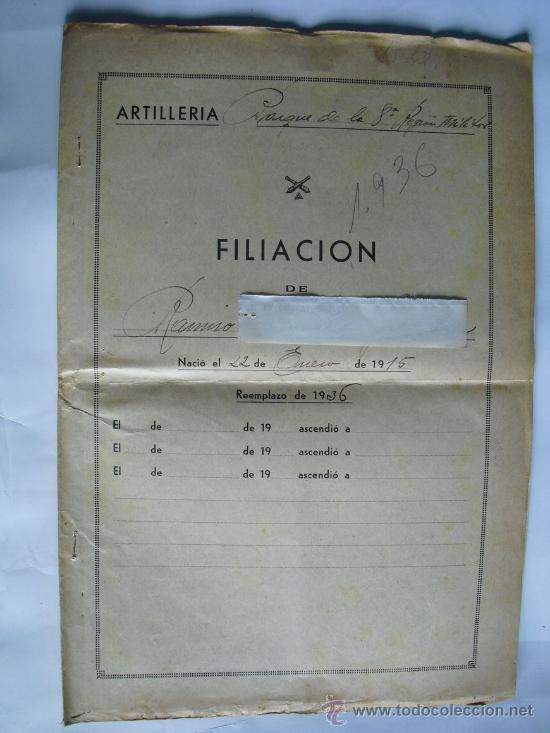 ARTILLERIA Parque de la 8ª Región Militar
1.936
FILIACION
DE
Ramiro
Nació el 22 de Enero de 1915
Reemplazo de 1936
El de de 19 ascendió a
El de de 19 ascendió a
El de de 19 ascendió a
todocoleccion
www.todocoleccion.net